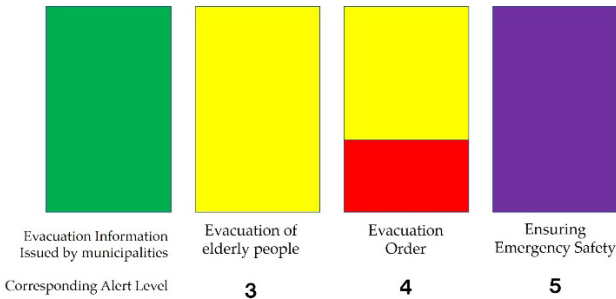 Evacuation Information
Issued by municipalities
Evacuation of
elderly people
Evacuation
Order
Ensuring
Emergency Safety
Corresponding Alert Level
3
4
5